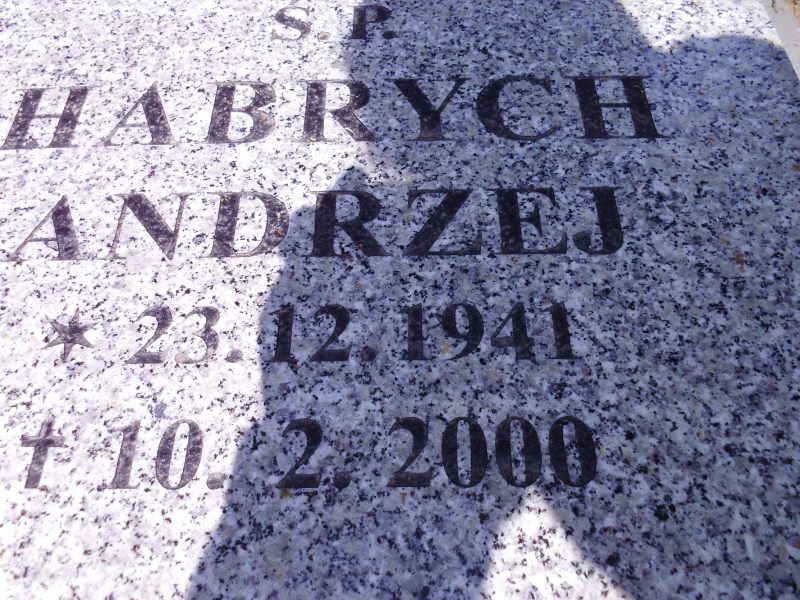 S. P.
HABRYCH
ANDRZEJ
* 23. 12. 1941
† 10. 2. 2000